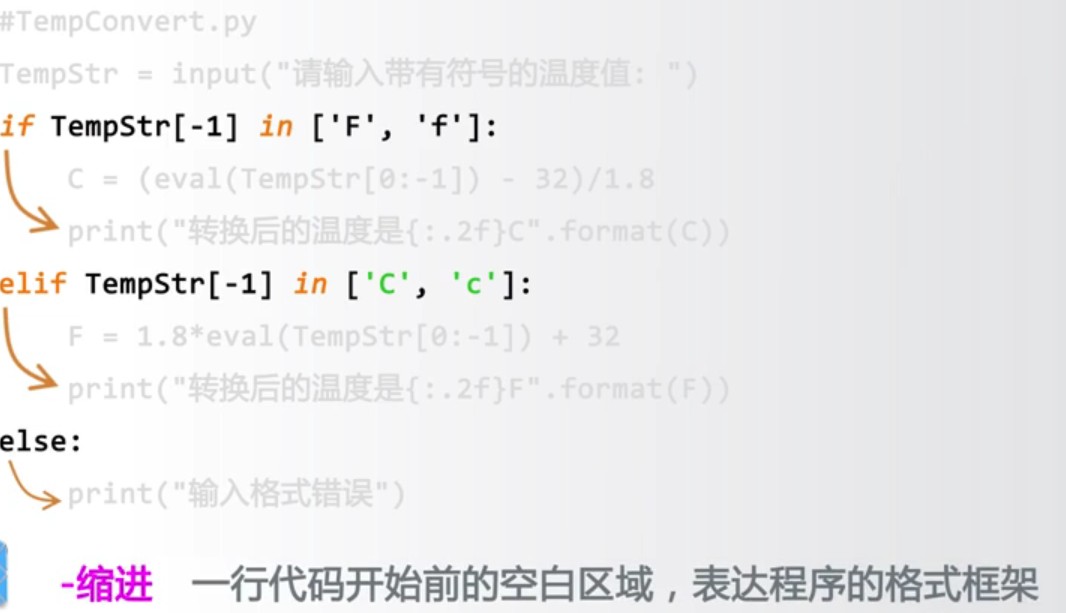 #TempConvert.py
TempStr = input("请输入带有符号的温度值: ")
if TempStr[-1] in ['F', 'f']:
C = (eval(TempStr[0:-1]) - 32)/1.8
print("转换后的温度是{:.2f}C".format(C))
elif TempStr[-1] in ['C', 'c']:
F = 1.8*eval(TempStr[0:-1]) + 32
print("转换后的温度是{:.2f}F".format(F))
else:
print("输入格式错误")
-缩进 一行代码开始前的空白区域，表达程序的格式框架